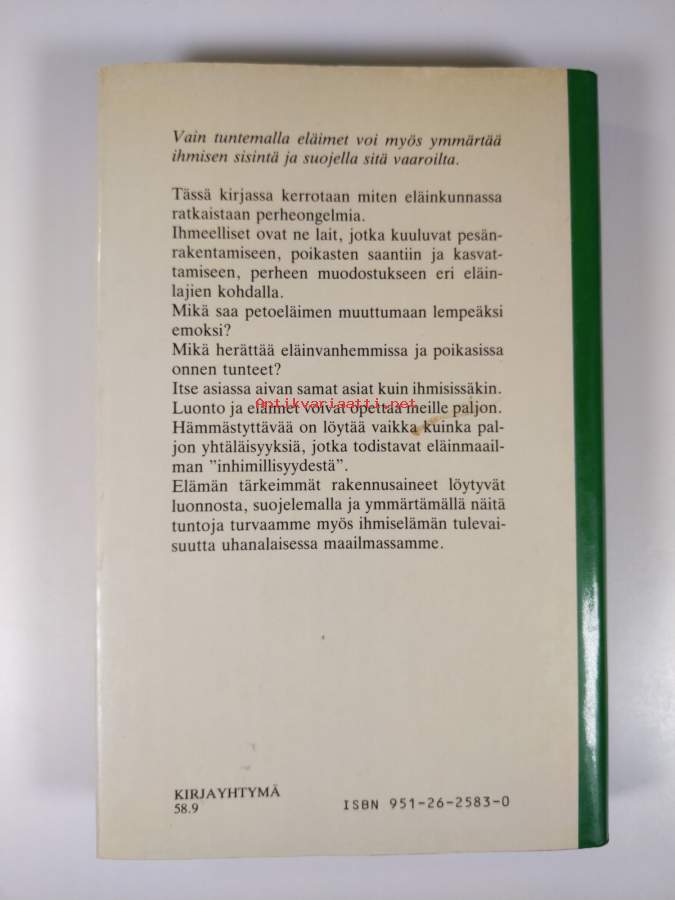 Vain tuntemalla eläimet voi myös ymmärtää
ihmisen sisintä ja suojella sitä vaaroilta.
Tässä kirjassa kerrotaan miten eläinkunnassa
ratkaistaan perheongelmia.
Ihmeelliset ovat ne lait, jotka kuuluvat pesän-
rakentamiseen, poikasten saantiin ja kasvat-
tamiseen, perheen muodostukseen eri eläin-
lajien kohdalla.
Mikä saa petoeläimen muuttumaan lempeäksi
emoksi?
Mikä herättää eläinvanhemmissa ja poikasissa
onnen tunteet?
Itse asiassa aivan samat asiat kuin ihmisissäkin.
Antikvariaatti.net
Luonto ja eläimet voivat opettaa meille paljon.
Hämmästyttävää on löytää vaikka kuinka pal-
jon yhtäläisyyksiä, jotka todistavat eläinmaail-
man ”inhimillisyydestä”.
Elämän tärkeimmät rakennusaineet löytyvät
luonnosta, suojelemalla ja ymmärtämällä näitä
tuntoja turvaamme myös ihmiselämän tulevai-
suutta uhanalaisessa maailmassamme.
KIRJAYHTYMÄ
58.9
ISBN 951-26-2583-0